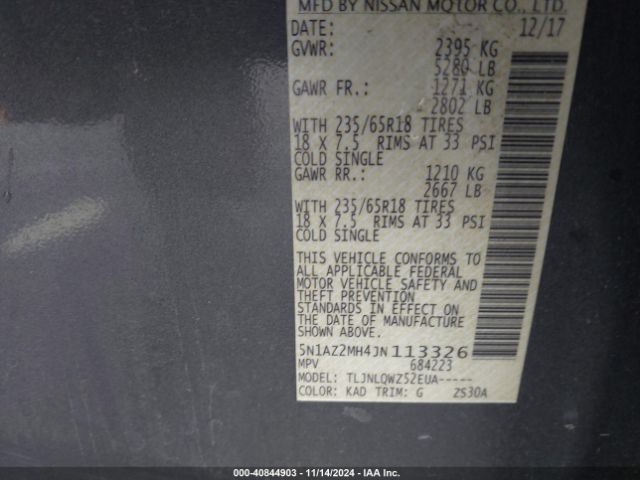 MFD BY NISSAN MOTOR CO., LTD.
DATE: 12/17
GVWR: 2395 KG
5280 LB
GAWR FR.: 1271 KG
2802 LB
WITH 235/65R18 TIRES
18 X 7.5 RIMS AT 33 PSI
COLD SINGLE
GAWR RR.: 1210 KG
2667 LB
WITH 235/65R18 TIRES
18 X 7.5 RIMS AT 33 PSI
COLD SINGLE
THIS VEHICLE CONFORMS TO
ALL APPLICABLE FEDERAL
MOTOR VEHICLE SAFETY AND
THEFT PREVENTION
STANDARDS IN EFFECT ON
THE DATE OF MANUFACTURE
SHOWN ABOVE.
5N1AZ2MH4JN113326
MPV 684223
MODEL: TLJNLQWZ52EUA-----
COLOR: KAD TRIM: G ZS30A
000-40844903 - 11/14/2024 - IAA Inc.